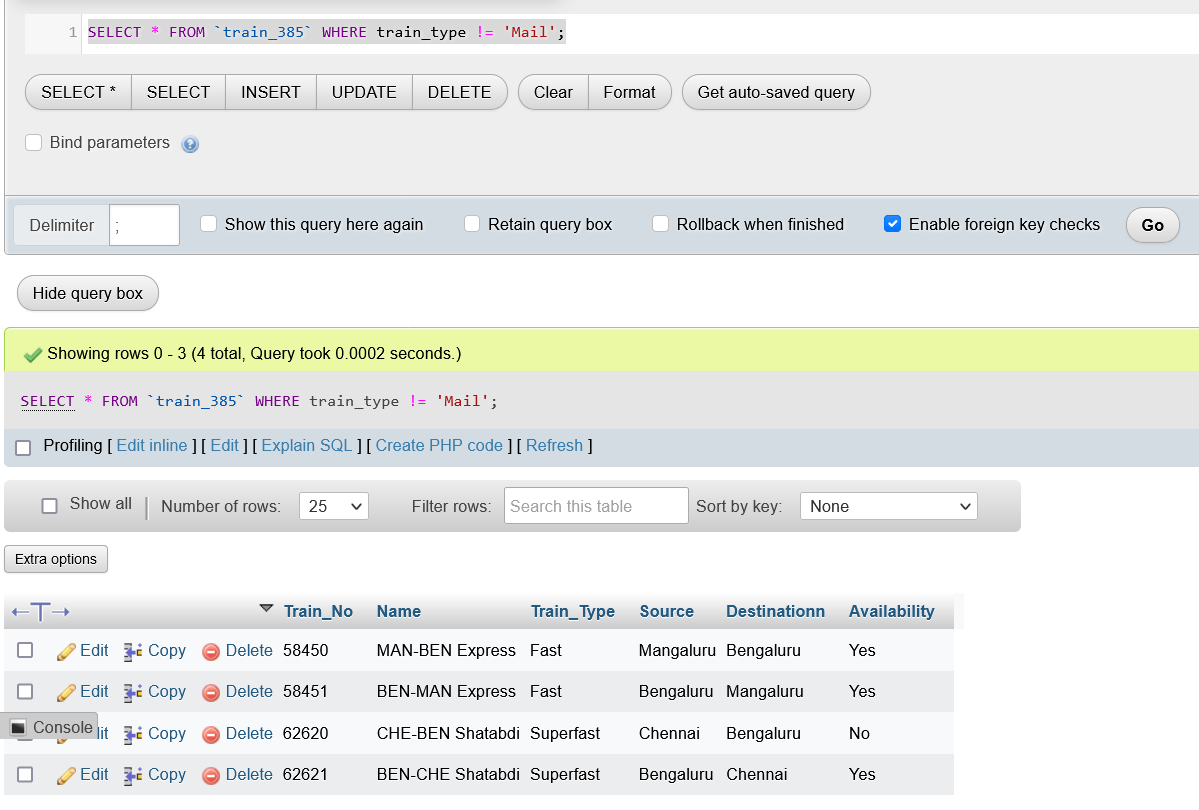 1 SELECT * FROM `train_385` WHERE train_type != 'Mail';
SELECT * SELECT INSERT UPDATE DELETE Clear Format Get auto-saved query
Bind parameters
Delimiter ; Show this query here again Retain query box Rollback when finished Enable foreign key checks Go
Hide query box
Showing rows 0 - 3 (4 total, Query took 0.0002 seconds.)
SELECT * FROM `train_385` WHERE train_type != 'Mail';
Profiling [ Edit inline ] [ Edit ] [ Explain SQL ] [ Create PHP code ] [ Refresh ]
Show all Number of rows: 25 Filter rows: Search this table Sort by key: None
Extra options
Train_No Name Train_Type Source Destinationn Availability
Edit Copy Delete 58450 MAN-BEN Express Fast Mangaluru Bengaluru Yes
Edit Copy Delete 58451 BEN-MAN Express Fast Bengaluru Mangaluru Yes
Console Copy Delete 62620 CHE-BEN Shatabdi Superfast Chennai Bengaluru No
Edit Copy Delete 62621 BEN-CHE Shatabdi Superfast Bengaluru Chennai Yes